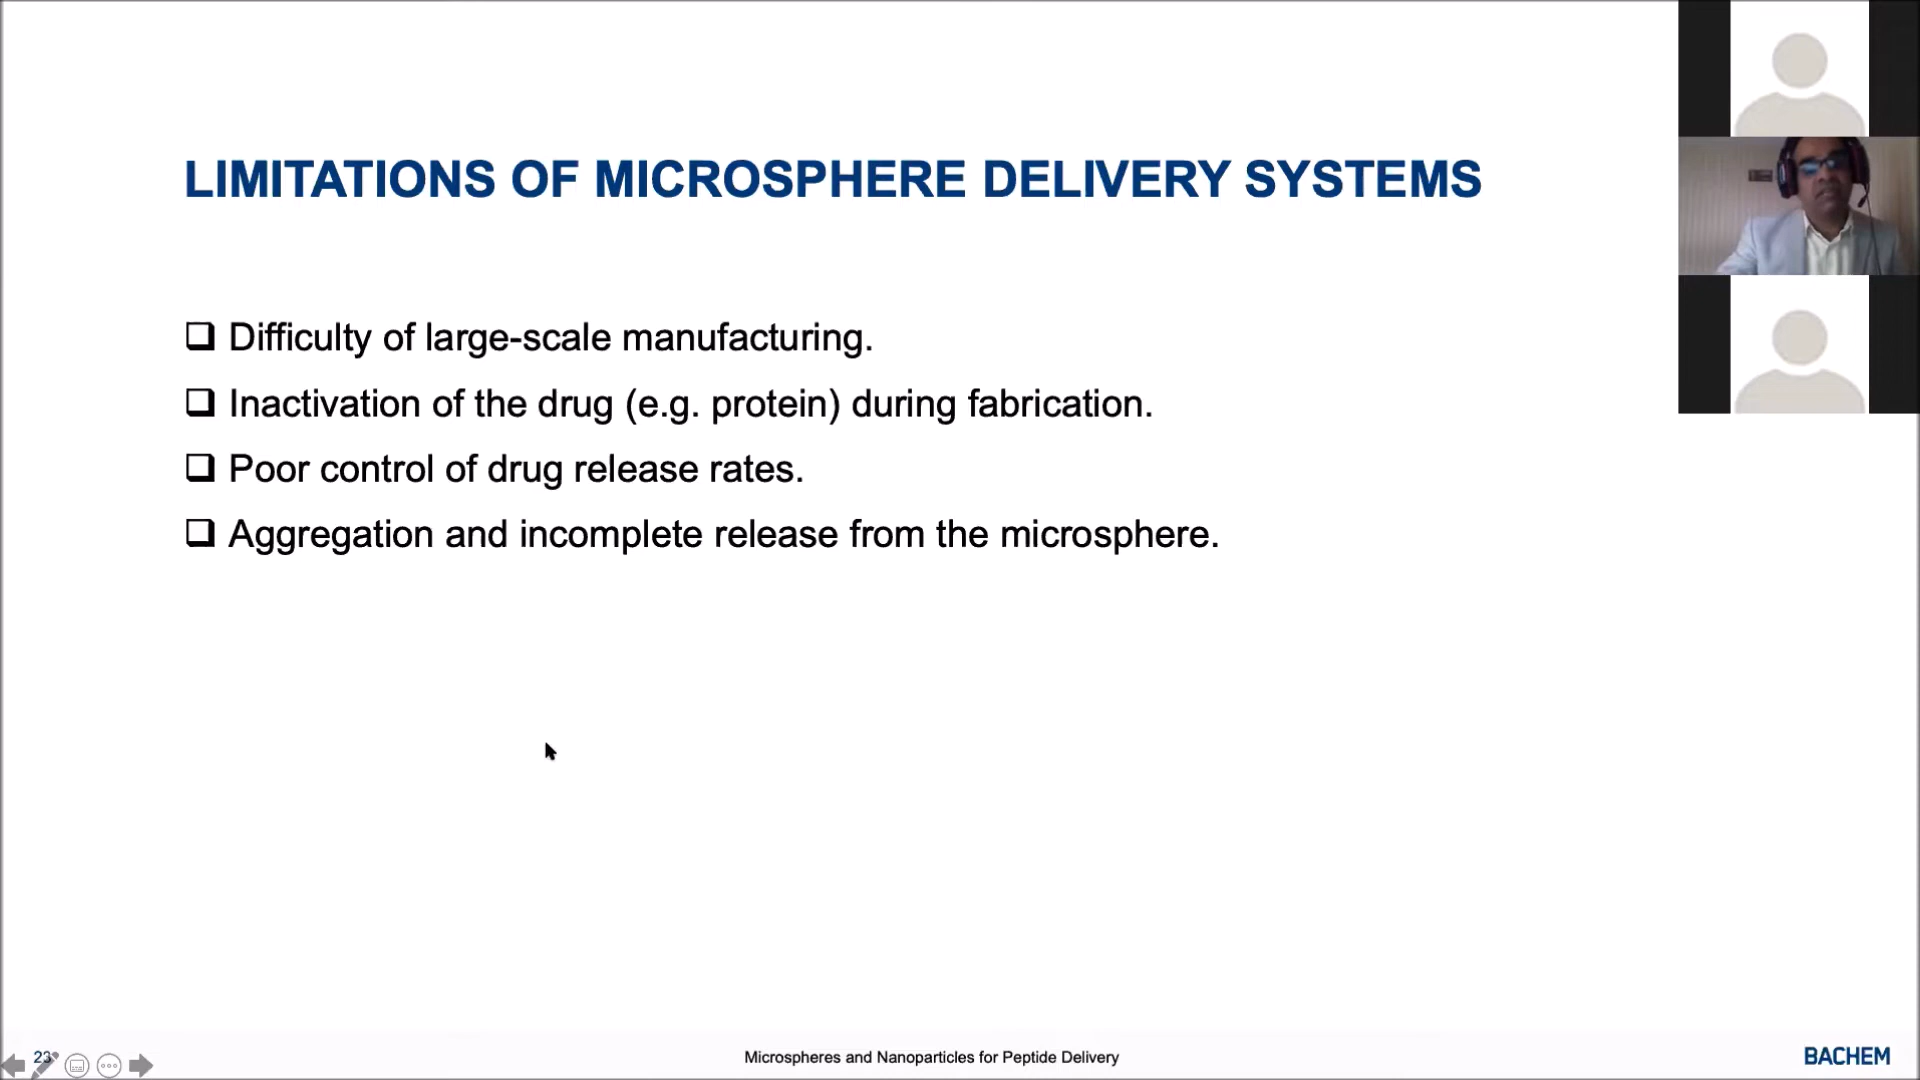 LIMITATIONS OF MICROSPHERE DELIVERY SYSTEMS
Difficulty of large-scale manufacturing.
Inactivation of the drug (e.g. protein) during fabrication.
Poor control of drug release rates.
Aggregation and incomplete release from the microsphere.
23
Microspheres and Nanoparticles for Peptide Delivery
BACHEM